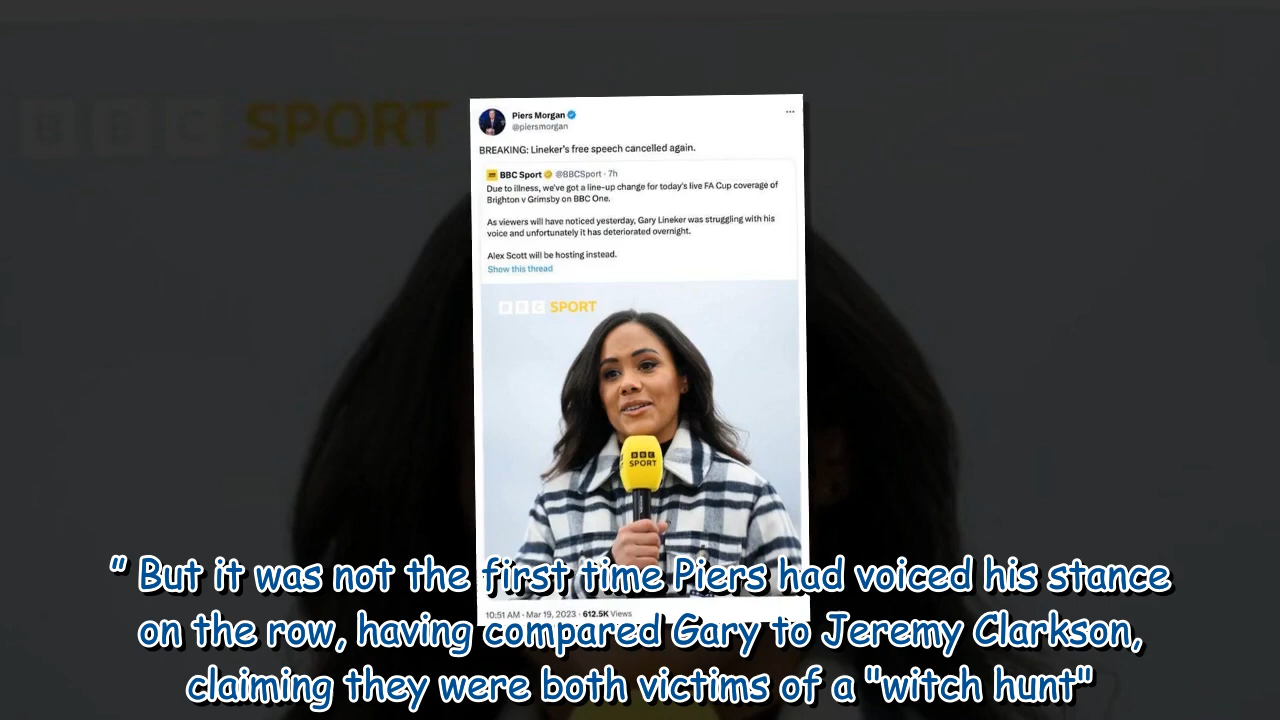 BBC SPORT
Piers Morgan
@piersmorgan
BREAKING: Lineker's free speech cancelled again.
BBC Sport @BBCSport · 7h
Due to illness, we've got a line-up change for today's live FA Cup coverage of
Brighton v Grimsby on BBC One.
As viewers will have noticed yesterday, Gary Lineker was struggling with his
voice and unfortunately it has deteriorated overnight.
Alex Scott will be hosting instead.
Show this thread
BBC SPORT
BBC
SPORT
10:51 AM · Mar 19, 2023 · 612.5K Views
” But it was not the first time Piers had voiced his stance
on the row, having compared Gary to Jeremy Clarkson,
claiming they were both victims of a "witch hunt"